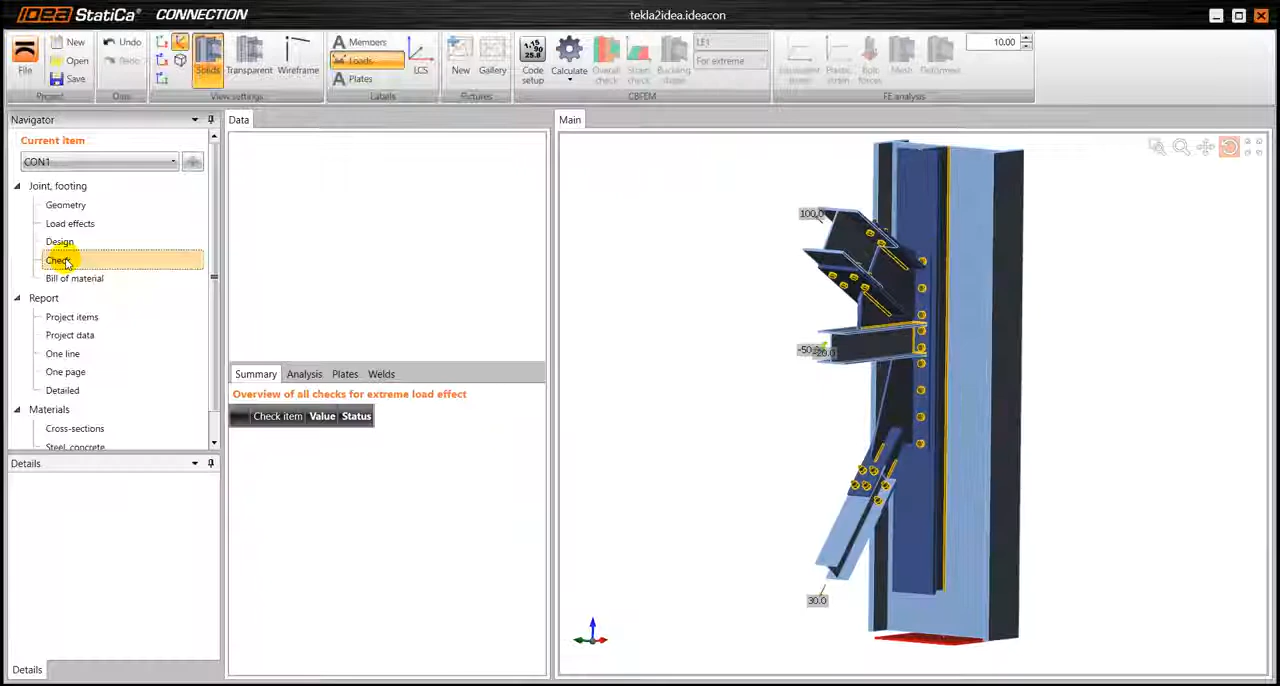 IDEA StatiCa® CONNECTION
tekla2idea.ideacon
File
New
Open
Save
Project
Undo
Redo
Solids
Transparent
Wireframe
View settings
Members
Loads
Plates
LCS
Labels
New
Gallery
Pictures
Code setup
Calculate
Overall check
Strain check
Buckling shape
LE1
For extreme
CBFEM
Equivalent stress
Plastic strain
Bolt forces
Mesh
Deformed
10.00
FE analysis
Navigator
Data
Main
Current item
CON1
Joint, footing
Geometry
Load effects
Design
Check
Bill of material
Report
Project items
Project data
One line
One page
Detailed
Materials
Cross-sections
Steel, concrete
Details
Details
Summary Analysis Plates Welds
Overview of all checks for extreme load effect
Check item Value Status
100.0
-20.0
30.0